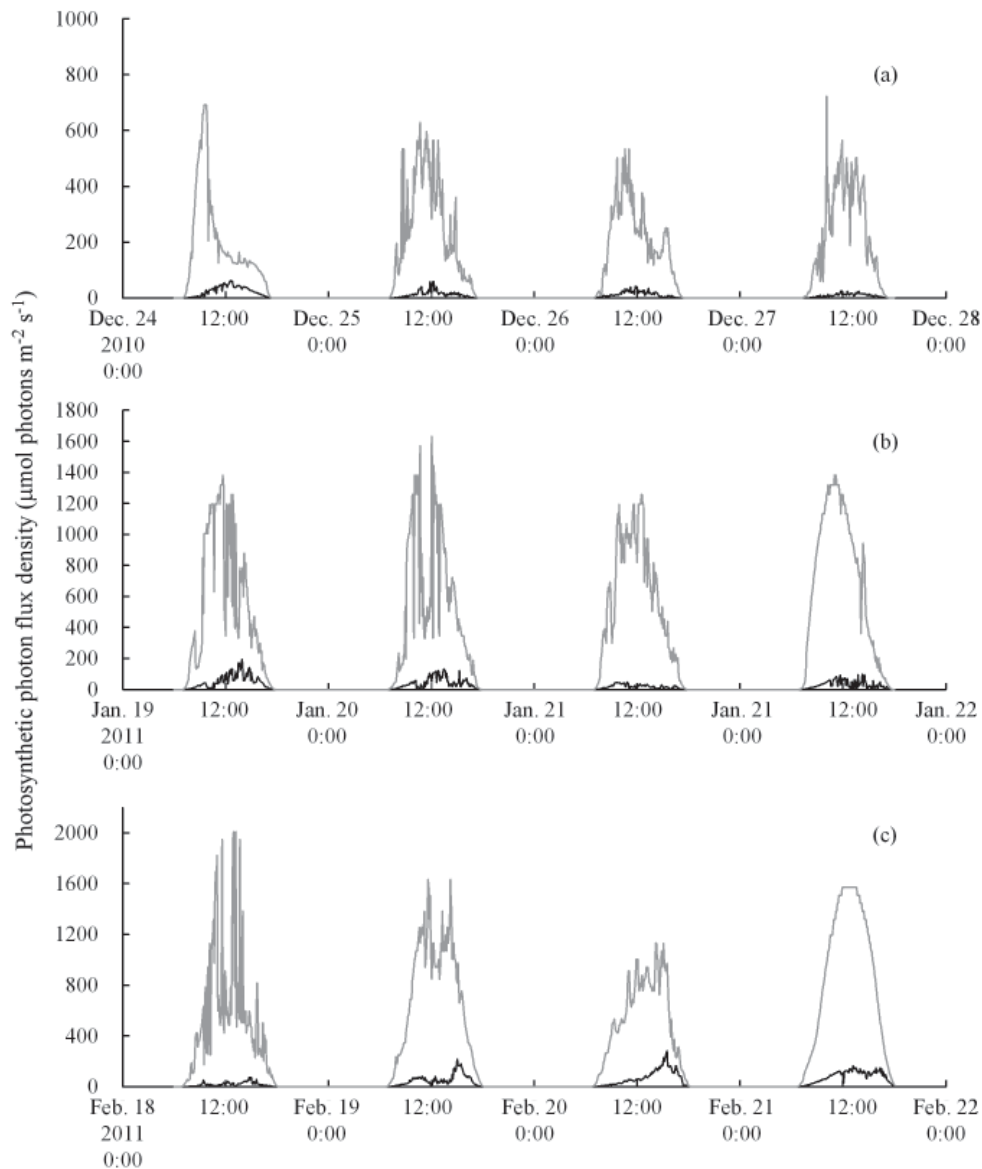 Photosynthetic photon flux density (µmol photons m-2 s-1)
1000
800
600
400
200
0
(a)
Dec. 24 12:00 Dec. 25 12:00 Dec. 26 12:00 Dec. 27 12:00 Dec. 28
2010 0:00 0:00 0:00 0:00
0:00
1800
1600
1400
1200
1000
800
600
400
200
0
(b)
Jan. 19 12:00 Jan. 20 12:00 Jan. 21 12:00 Jan. 21 12:00 Jan. 22
2011 0:00 0:00 0:00 0:00
0:00
2000
1600
1200
800
400
0
(c)
Feb. 18 12:00 Feb. 19 12:00 Feb. 20 12:00 Feb. 21 12:00 Feb. 22
2011 0:00 0:00 0:00 0:00
0:00